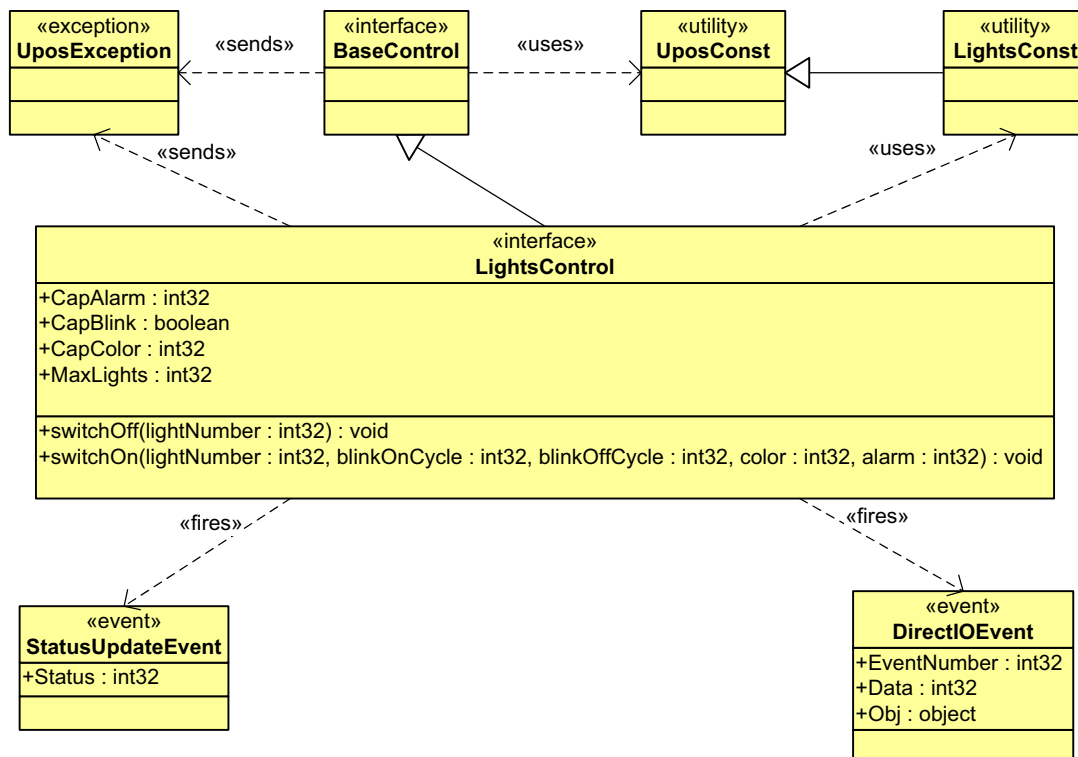 «exception»
UposException
«sends»
«interface»
BaseControl
«uses»
«utility»
UposConst
«utility»
LightsConst
«sends»
«uses»
«interface»
LightsControl
+CapAlarm : int32
+CapBlink : boolean
+CapColor : int32
+MaxLights : int32
+switchOff(lightNumber : int32) : void
+switchOn(lightNumber : int32, blinkOnCycle : int32, blinkOffCycle : int32, color : int32, alarm : int32) : void
«fires»
«fires»
«event»
StatusUpdateEvent
+Status : int32
«event»
DirectIOEvent
+EventNumber : int32
+Data : int32
+Obj : object